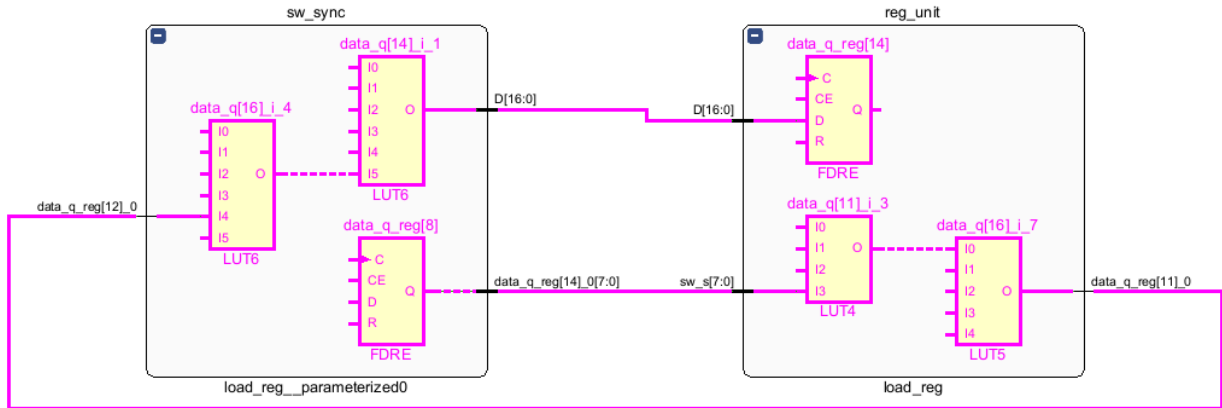 sw_sync
reg_unit
data_q[14]_i_1
I0
I1
I2
I3
I4
I5
O
LUT6
data_q[16]_i_4
I0
I1
I2
I3
I4
I5
O
LUT6
data_q_reg[8]
C
CE
D
R
Q
FDRE
D[16:0]
D[16:0]
data_q_reg[14]
C
CE
D
R
Q
FDRE
data_q_reg[12]_0
data_q_reg[14]_0[7:0]
sw_s[7:0]
data_q[11]_i_3
I0
I1
I2
I3
O
LUT4
data_q[16]_i_7
I0
I1
I2
I3
I4
O
LUT5
data_q_reg[11]_0
load_reg__parameterized0
load_reg